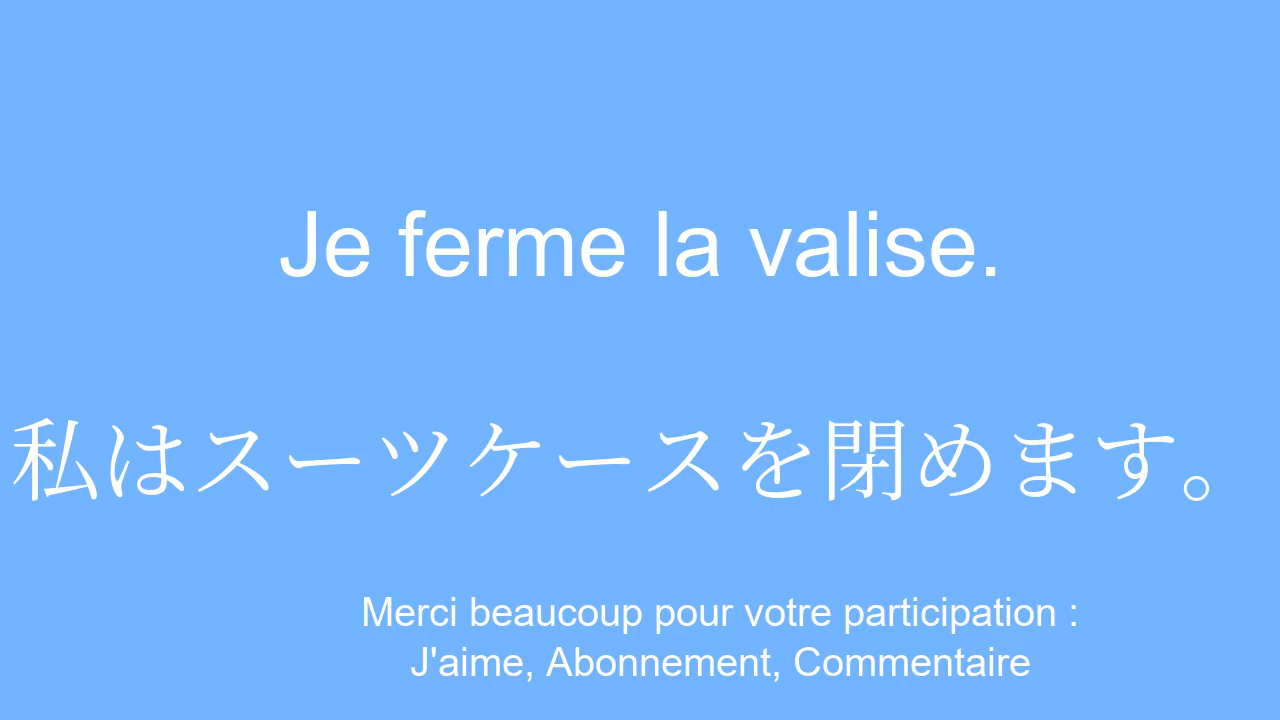 Je ferme la valise.
私はスーツケースを閉めます。
Merci beaucoup pour votre participation :
J'aime, Abonnement, Commentaire